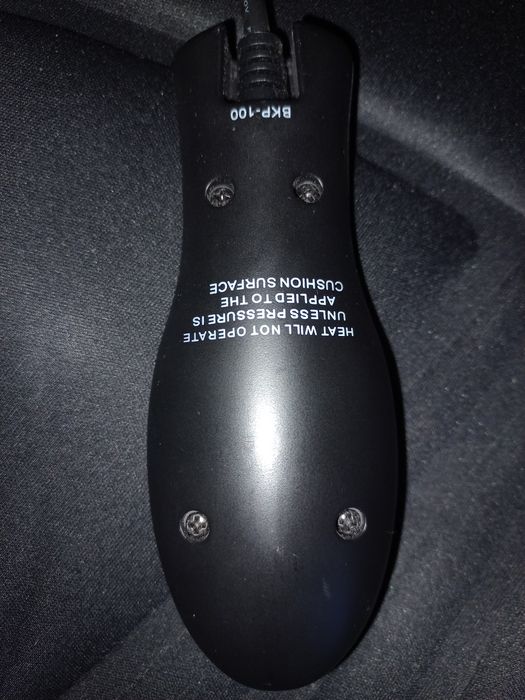 HEAT WILL NOT OPERATE
UNLESS PRESSURE IS
APPLIED TO THE
CUSHION SURFACE
BKP-100